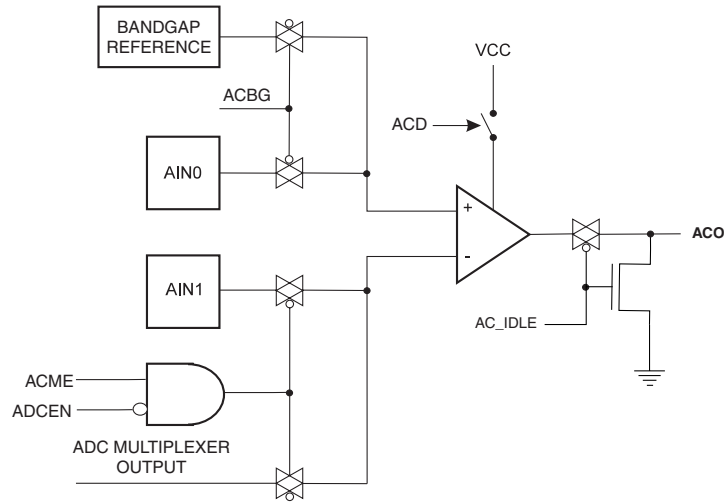 BANDGAP
REFERENCE
VCC
ACBG
ACD
AIN0
+
ACO
-
AIN1
AC_IDLE
ACME
ADCEN
ADC MULTIPLEXER
OUTPUT